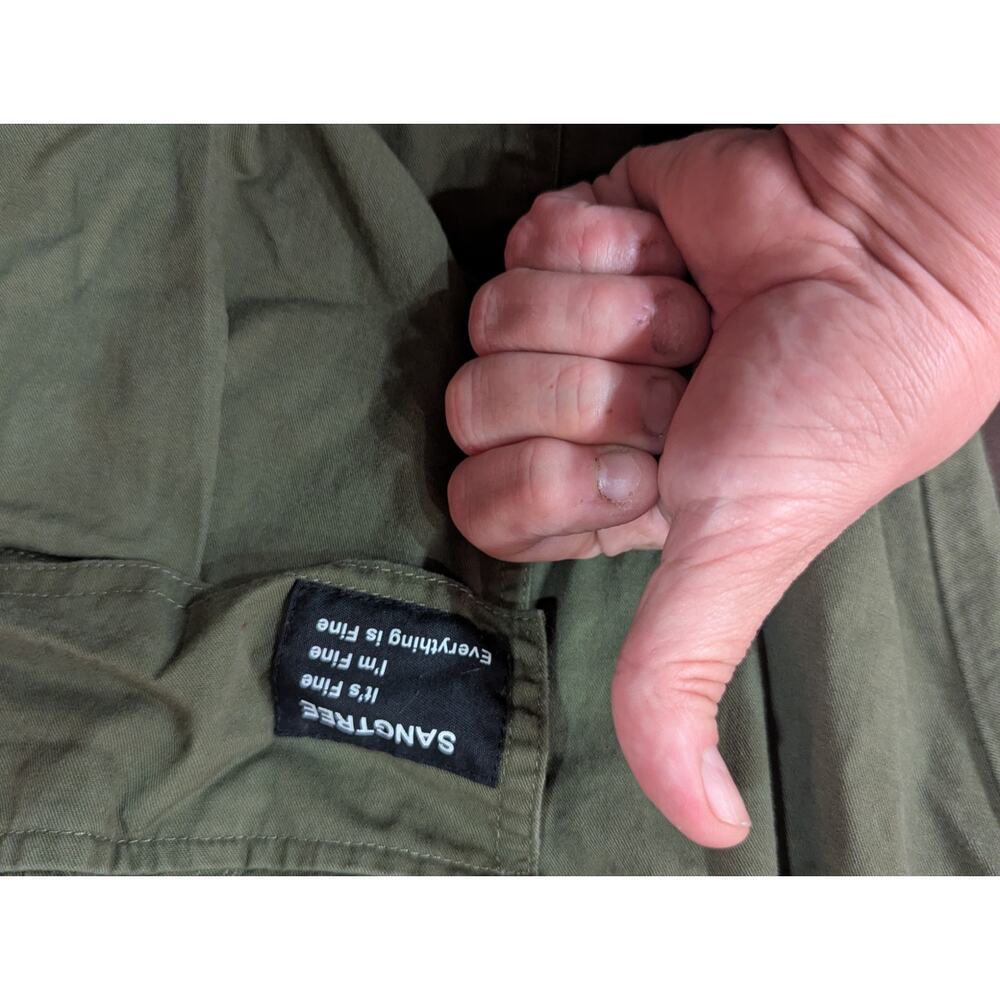 SANGTREE
It's Fine
I'm Fine
Everything is Fine